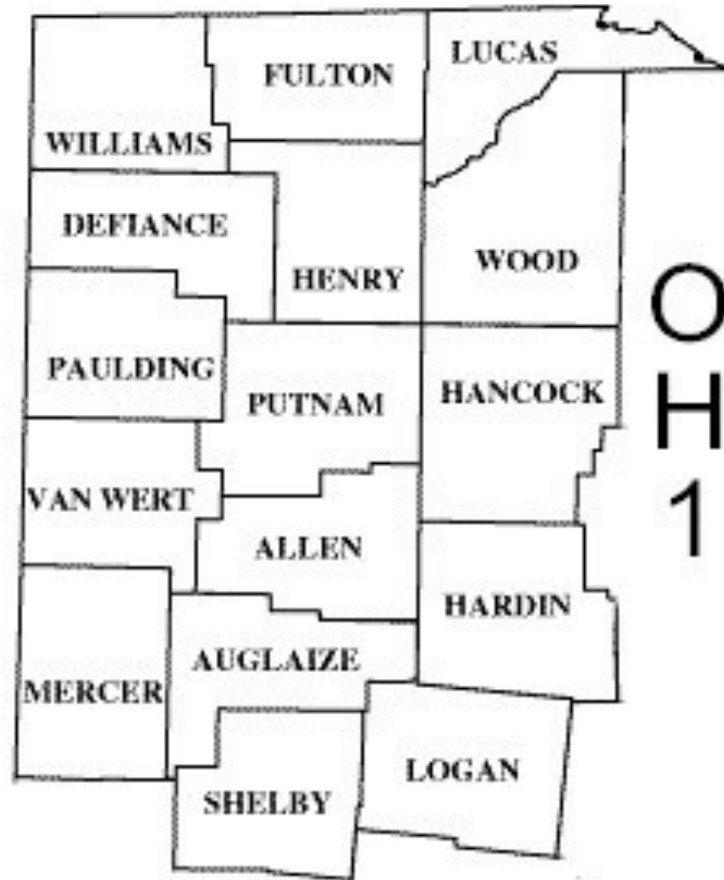 LUCAS
FULTON
WILLIAMS
DEFIANCE
WOOD
HENRY
PAULDING
HANCOCK
PUTNAM
VAN WERT
ALLEN
HARDIN
AUGLAIZE
MERCER
LOGAN
SHELBY
O
H
1